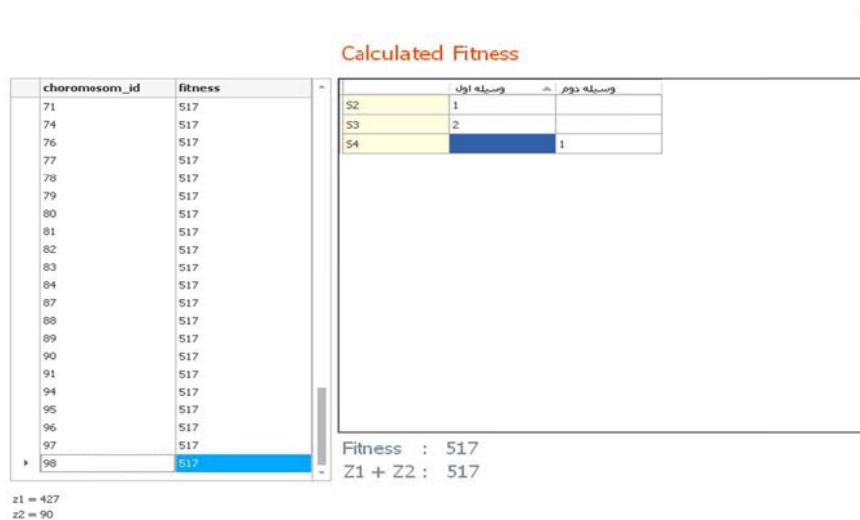 Calculated Fitness
choromosom_id fitness
71 517
74 517
76 517
77 517
78 517
79 517
80 517
81 517
82 517
83 517
84 517
87 517
88 517
89 517
90 517
91 517
94 517
95 517
96 517
97 517
98 517
وسیله اول وسیله دوم
S2 1
S3 2
S4 1
Fitness : 517
Z1 + Z2 : 517
z1 = 427
z2 = 90